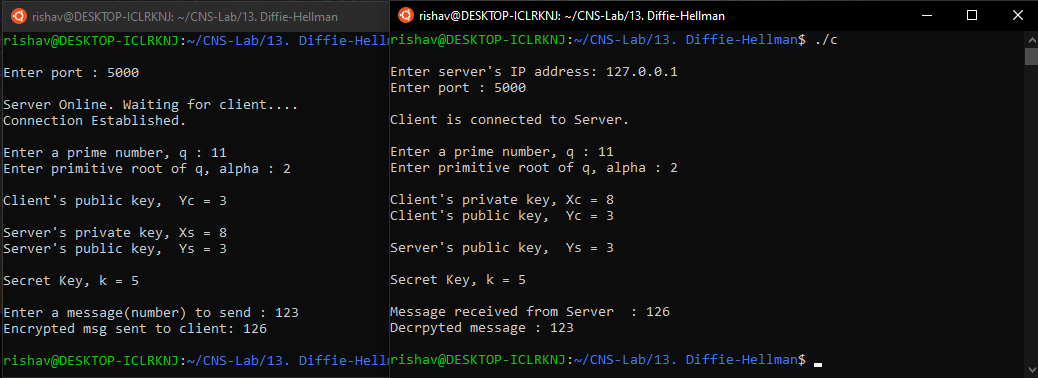 rishav@DESKTOP-ICLRKNJ: ~/CNS-Lab/13. Diffie-Hellman
rishav@DESKTOP-ICLRKNJ:~/CNS-Lab/13. Diffie-Hell
Enter port : 5000
Server Online. Waiting for client....
Connection Established.
Enter a prime number, q : 11
Enter primitive root of q, alpha : 2
Client's public key,  Yc = 3
Server's private key, Xs = 8
Server's public key,  Ys = 3
Secret Key, k = 5
Enter a message(number) to send : 123
Encrypted msg sent to client: 126
rishav@DESKTOP-ICLRKNJ:~/CNS-Lab/13. Diffie-Hell
rishav@DESKTOP-ICLRKNJ: ~/CNS-Lab/13. Diffie-Hellman
rishav@DESKTOP-ICLRKNJ:~/CNS-Lab/13. Diffie-Hellman$ ./c
Enter server's IP address: 127.0.0.1
Enter port : 5000
Client is connected to Server.
Enter a prime number, q : 11
Enter primitive root of q, alpha : 2
Client's private key, Xc = 8
Client's public key,  Yc = 3
Server's public key,  Ys = 3
Secret Key, k = 5
Message received from Server  : 126
Decrpyted message : 123
rishav@DESKTOP-ICLRKNJ:~/CNS-Lab/13. Diffie-Hellman$